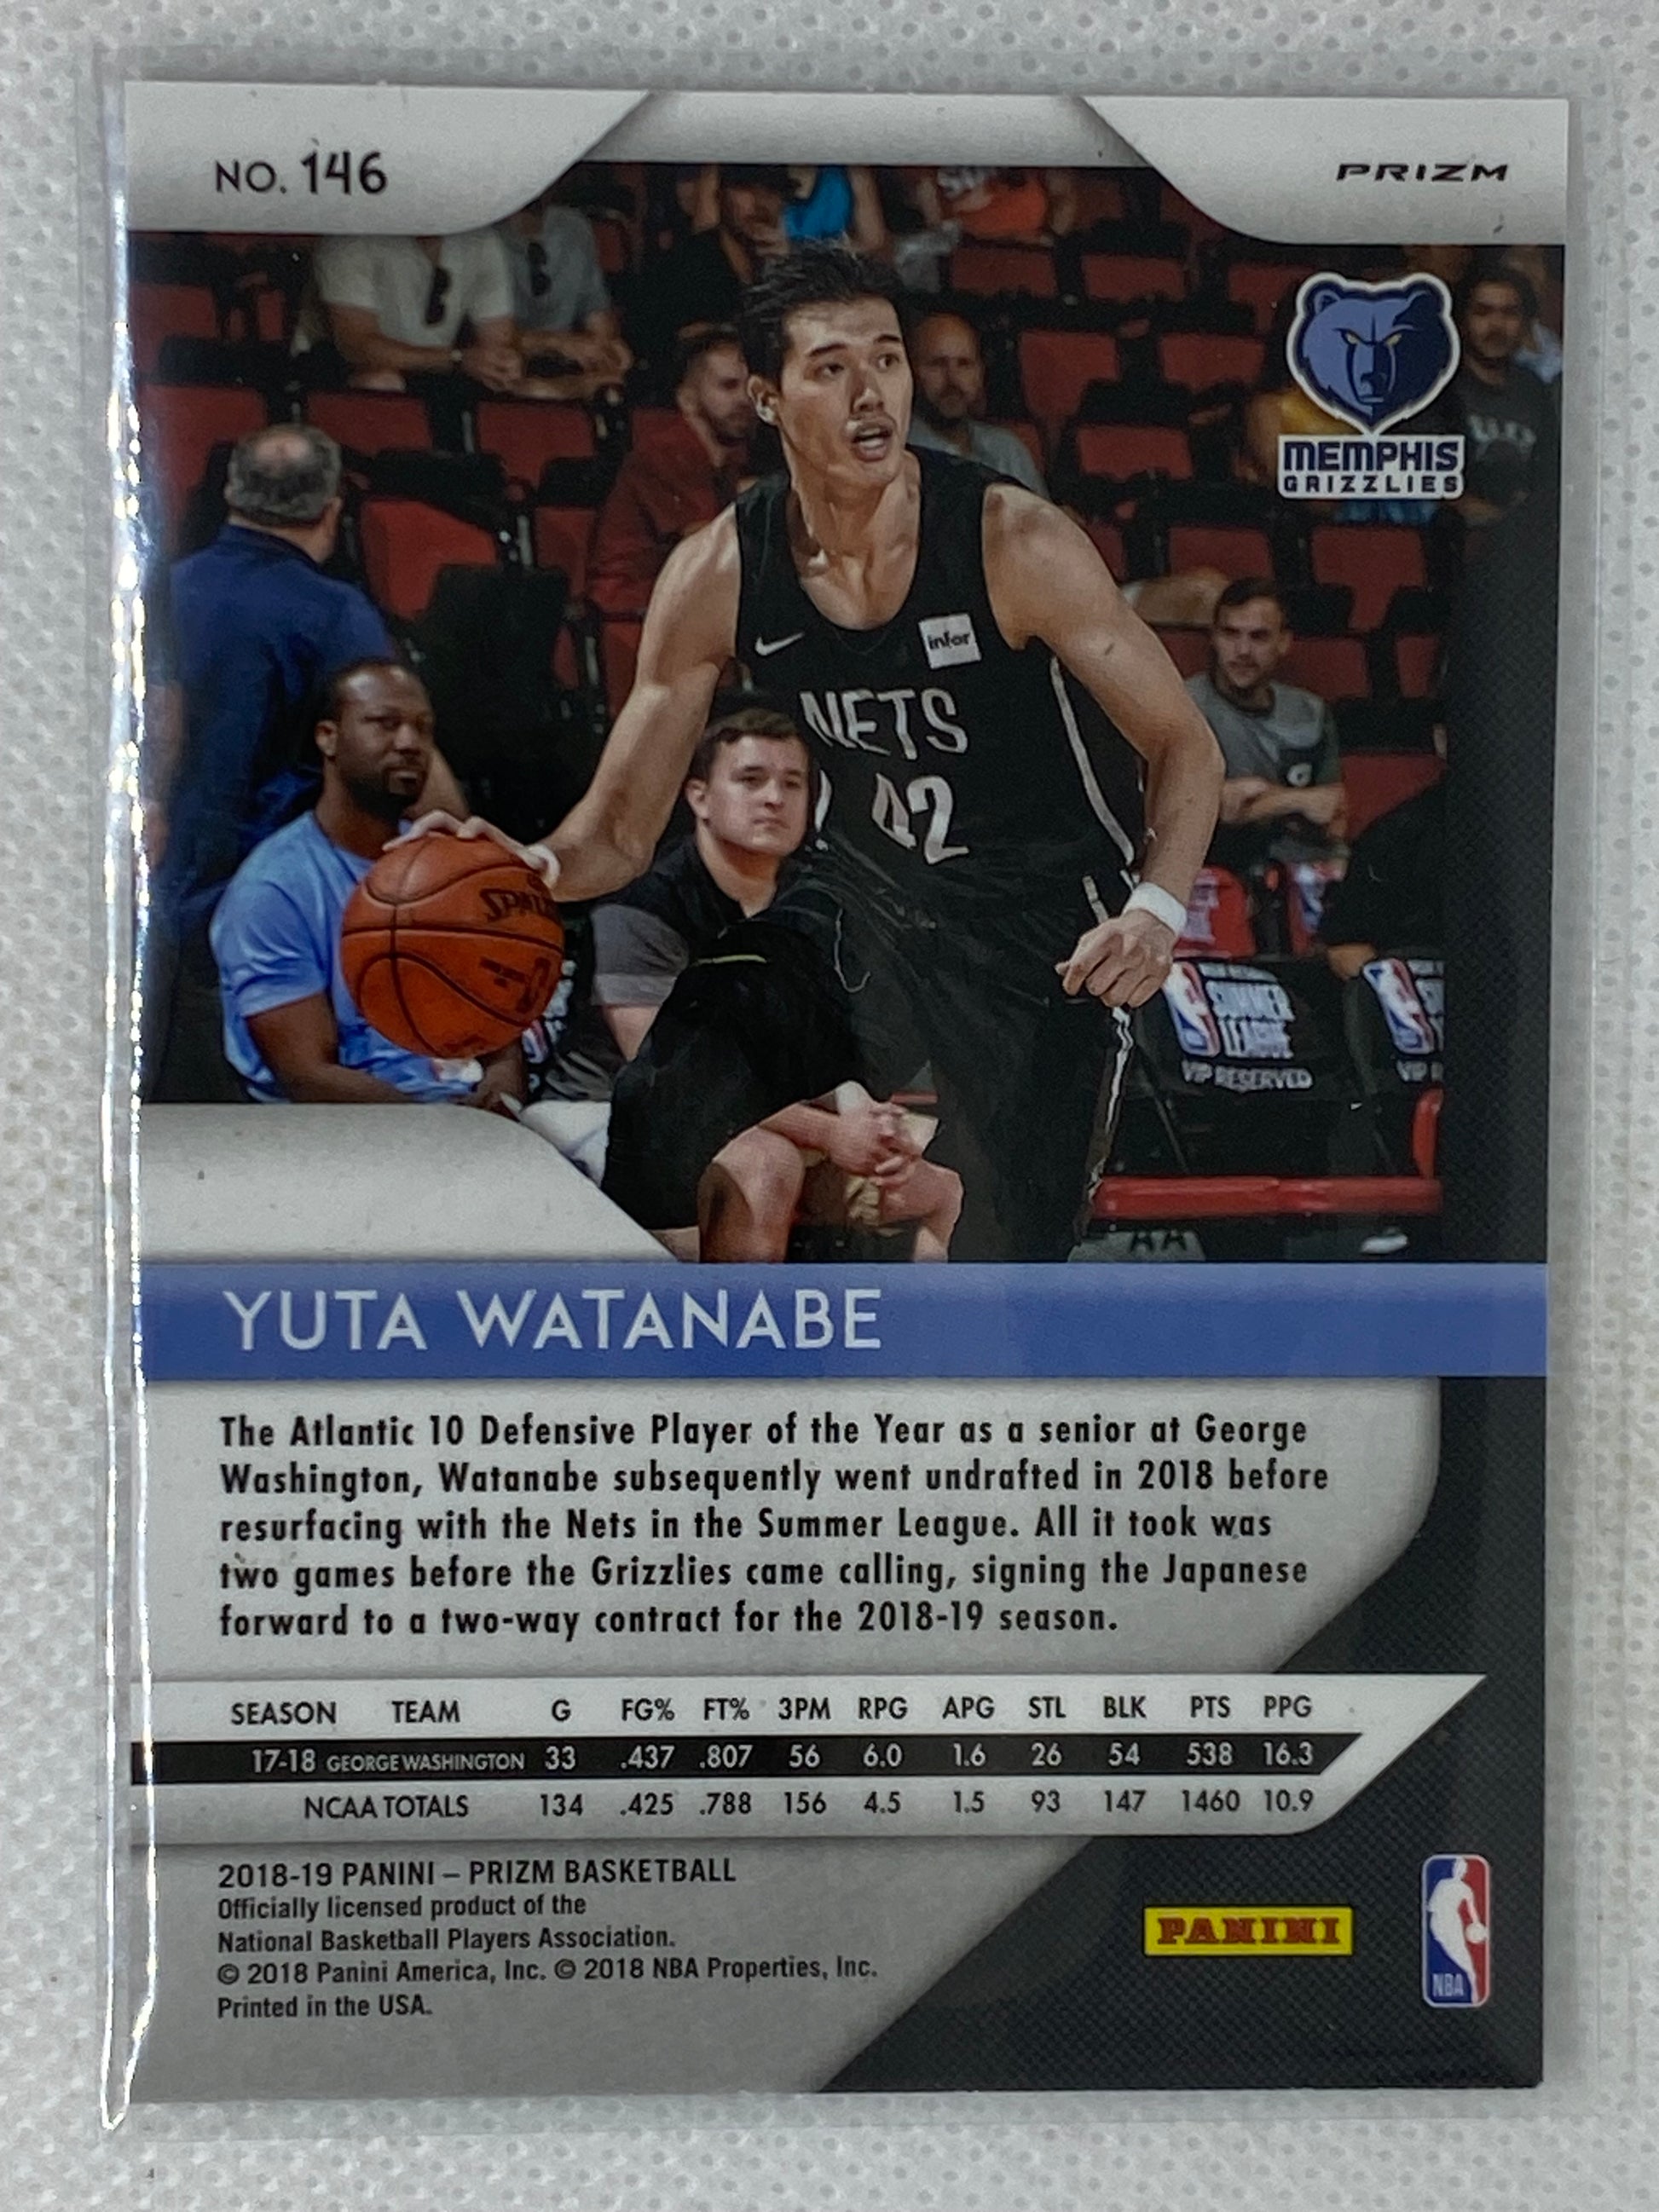 NO. 146
PRIZM
MEMPHIS
GRIZZLIES
infor
NETS
42
SUMMER
LEAGUE
VIP RESERVED
YUTA WATANABE
The Atlantic 10 Defensive Player of the Year as a senior at George
Washington, Watanabe subsequently went undrafted in 2018 before
resurfacing with the Nets in the Summer League. All it took was
two games before the Grizzlies came calling, signing the Japanese
forward to a two-way contract for the 2018-19 season.
SEASON TEAM G FG% FT% 3PM RPG APG STL BLK PTS PPG
17-18 GEORGE WASHINGTON 33 .437 .807 56 6.0 1.6 26 54 538 16.3
NCAA TOTALS 134 .425 .788 156 4.5 1.5 93 147 1460 10.9
2018-19 PANINI – PRIZM BASKETBALL
Officially licensed product of the
National Basketball Players Association.
© 2018 Panini America, Inc. © 2018 NBA Properties, Inc.
Printed in the USA.
PANINI
NBA